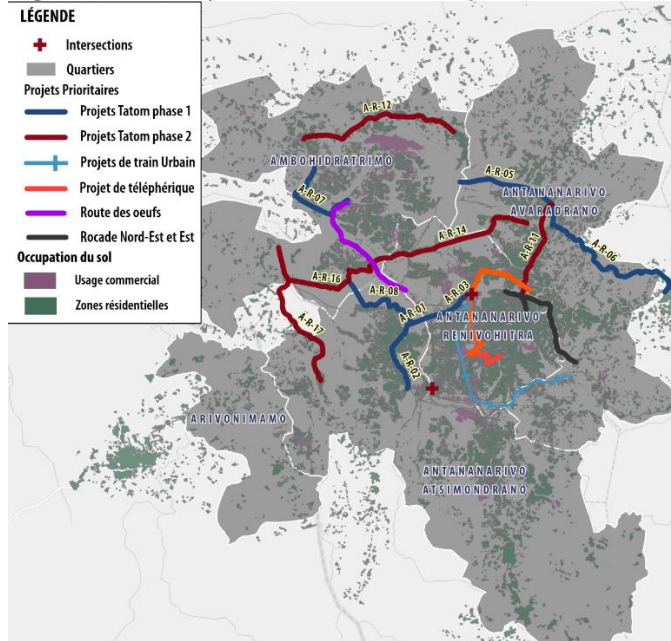 LÉGENDE
Intersections
Quartiers
Projets Prioritaires
Projets Tatom phase 1
Projets Tatom phase 2
Projets de train Urbain
Projet de téléphérique
Route des oeufs
Rocade Nord-Est et Est
Occupation du sol
Usage commercial
Zones résidentielles
A-R-12
AMBOHIDRATRIMO
A-R-07
A-R-05
ANTANANARIVO
AVARADRANO
A-R-14
A-R-11
A-R-06
A-R-16
A-R-08
A-R-03
A-R-01
ANTANANARIVO
RENIVOHITRA
A-R-17
A-R-02
ARIVONIMAMO
ANTANANARIVO
ATSIMONDRANO